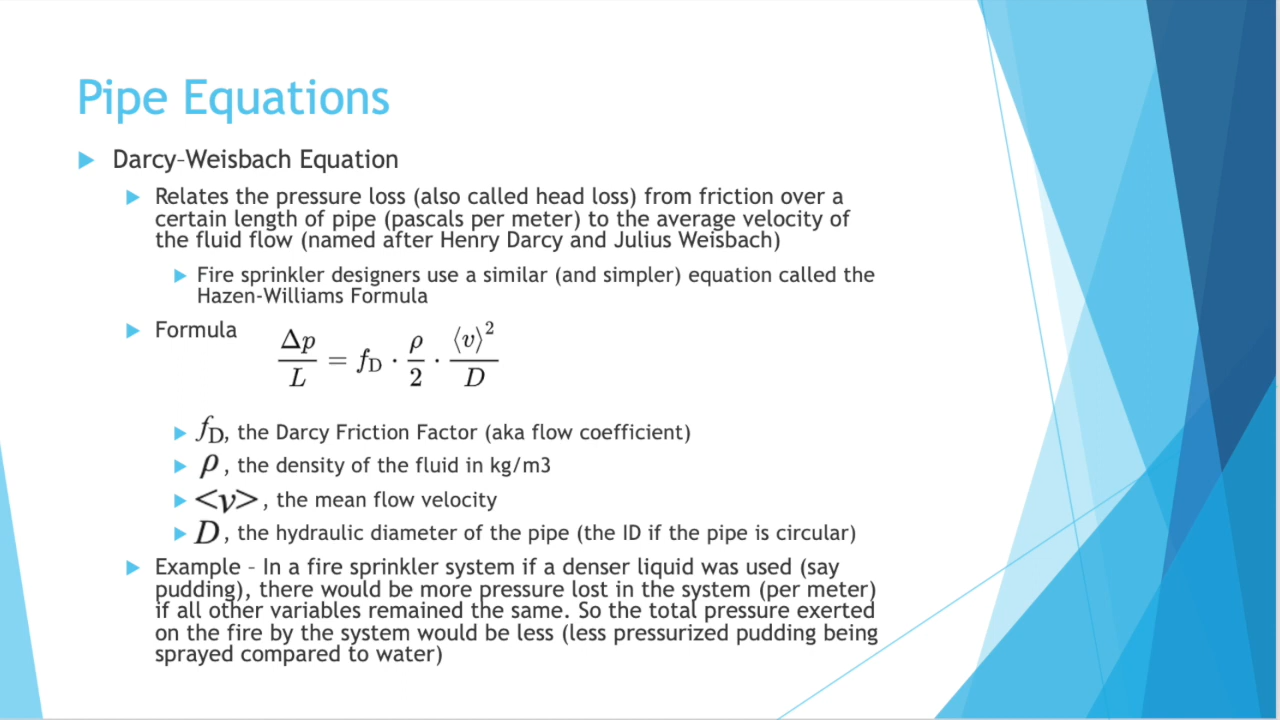 Pipe Equations
Darcy–Weisbach Equation
Relates the pressure loss (also called head loss) from friction over a
certain length of pipe (pascals per meter) to the average velocity of
the fluid flow (named after Henry Darcy and Julius Weisbach)
Fire sprinkler designers use a similar (and simpler) equation called the
Hazen-Williams Formula
Formula
Δp/L = f_D · ρ/2 · ⟨v⟩²/D
f_D, the Darcy Friction Factor (aka flow coefficient)
ρ, the density of the fluid in kg/m3
<v>, the mean flow velocity
D, the hydraulic diameter of the pipe (the ID if the pipe is circular)
Example – In a fire sprinkler system if a denser liquid was used (say
pudding), there would be more pressure lost in the system (per meter)
if all other variables remained the same. So the total pressure exerted
on the fire by the system would be less (less pressurized pudding being
sprayed compared to water)